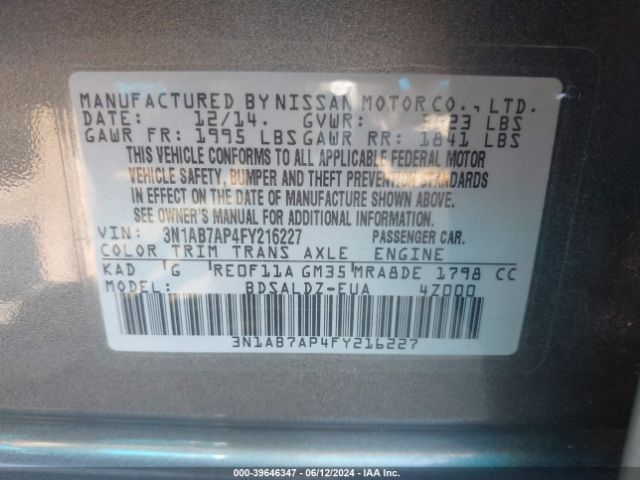 MANUFACTURED BY NISSAN MOTOR CO., LTD.
DATE: 12/14. GVWR: LBS
GAWR FR: 1995 LBS GAWR RR: 1841 LBS
THIS VEHICLE CONFORMS TO ALL APPLICABLE FEDERAL MOTOR
VEHICLE SAFETY, BUMPER AND THEFT PREVENTION STANDARDS
IN EFFECT ON THE DATE OF MANUFACTURE SHOWN ABOVE.
SEE OWNER'S MANUAL FOR ADDITIONAL INFORMATION.
VIN: 3N1AB7AP4FY216227 PASSENGER CAR.
COLOR TRIM TRANS AXLE ENGINE
KAD G RE0F11A GM35 MRA8DE 1798 CC
MODEL: BDSALDZ-EUA 4Z000
3N1AB7AP4FY216227
000-39646347 - 06/12/2024 - IAA Inc.